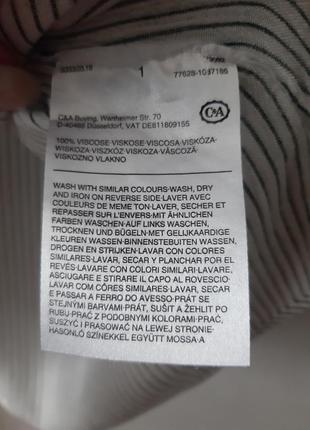 1
77628-1017186
C&A Buying, Wanheimer Str. 70
D-40468 Düsseldorf, VAT DE811809155
C&A
100% VISCOSE·VISKOSE·VISCOSA·VISKÓZA·
WISKOZA·VISZKÓZ·VISKOZA·VÂSCOZĂ·
VISKOZNO VLAKNO
WASH WITH SIMILAR COLOURS·WASH, DRY
AND IRON ON REVERSE SIDE·LAVER AVEC
COULEURS DE MEME TON·LAVER, SECHER ET
REPASSER SUR L'ENVERS·MIT ÄHNLICHEN
FARBEN WASCHEN·AUF LINKS WASCHEN,
TROCKNEN UND BÜGELN·MET GELIJKAARDIGE
KLEUREN WASSEN·BINNENSTEBUITEN WASSEN,
DROGEN EN STRIJKEN·LAVAR CON COLORES
SIMILARES·LAVAR, SECAR Y PLANCHAR POR EL
REVÉS·LAVARE CON COLORI SIMILARI·LAVARE,
ASCIUGARE E STIRARE IL CAPO AL ROVESCIO·
LAVAR COM CÔRES SIMILARES·LAVAR, SECAR
E PASSAR A FERRO DO AVESSO·PRÁT SE
STEJNÝMI BARVAMI·PRÁT, SUŠIT A ŽEHLIT PO
RUBU·PRAĆ Z PODOBNYMI KOLORAMI·PRAĆ,
SUSZYĆ I PRASOWAĆ NA LEWEJ STRONIE·
HASONLÓ SZÍNEKKEL EGYÜTT MOSSA·A